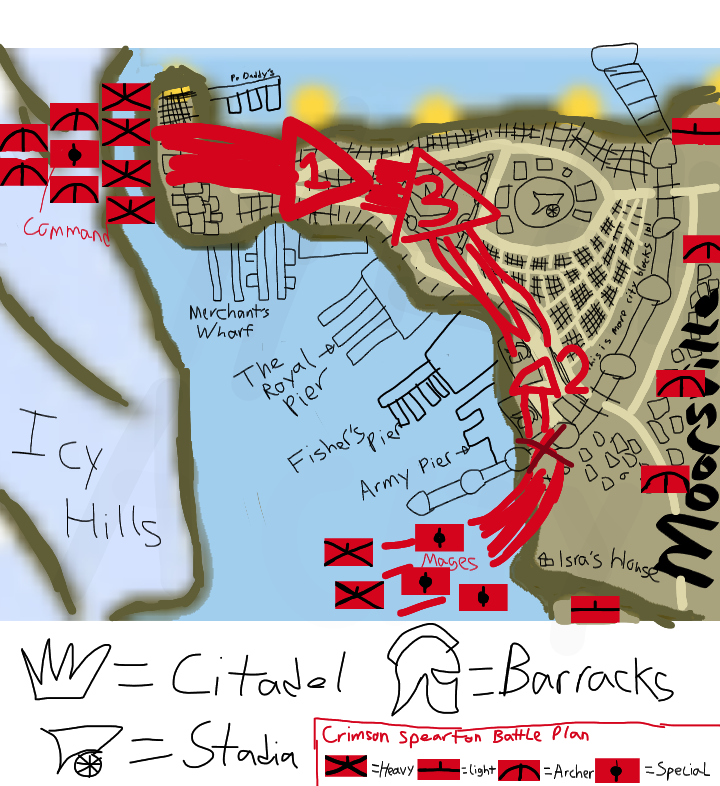 Po Daddy's
1
3
Command
Merchants
Wharf
The
Royal
Pier
2
Fisher's Pier
Army Pier
Moorsville
Icy
Hills
Mages
Isra's House
= Citadel
= Barracks
= Stadia
Crimson Spearton Battle Plan
= Heavy
= Light
= Archer
= Special